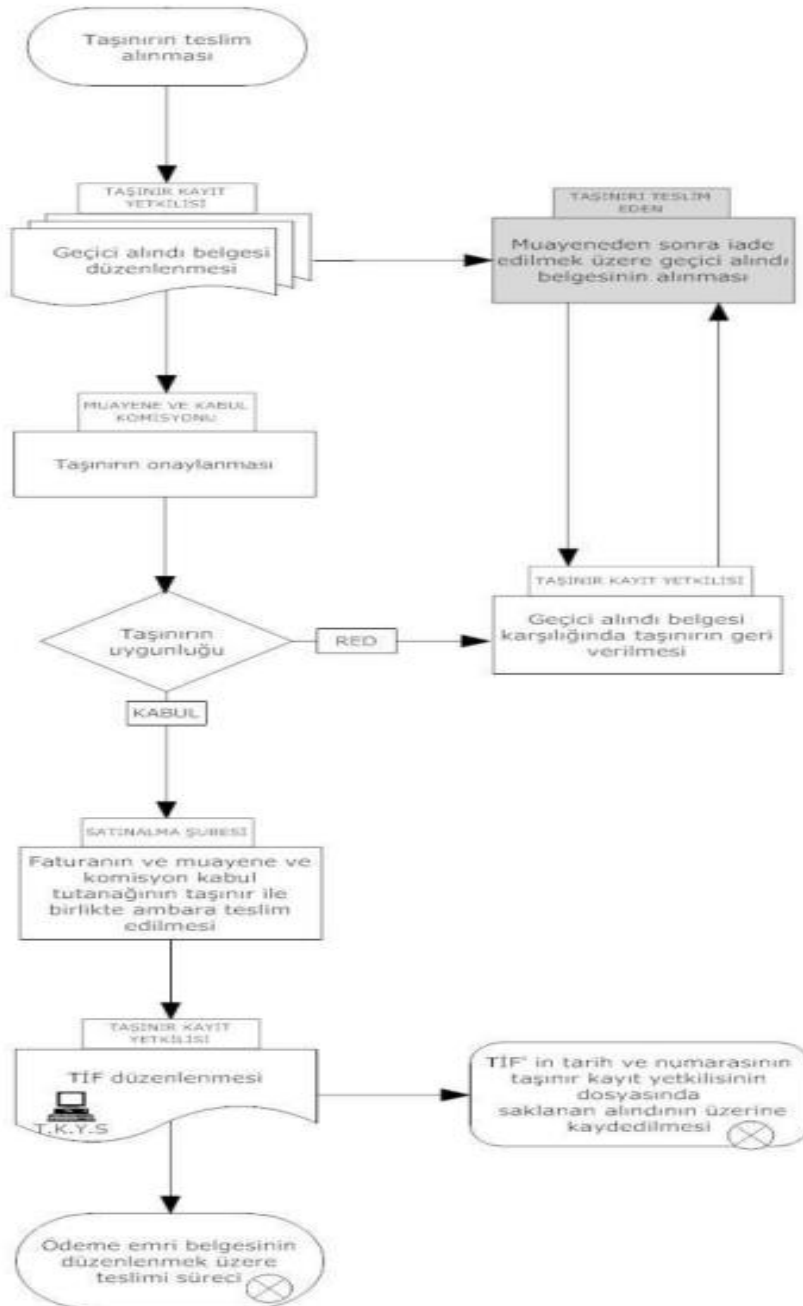 Taşınırın teslim
alınması
TAŞINIR KAYIT
YETKİLİSİ
Geçici alındı belgesi
düzenlenmesi
TAŞINIRI TESLIM
EDEN
Muayeneden sonra iade
edilmek üzere geçici alındı
belgesinin alınması
MUAYENE VE KABUL
KOMİSYONU
Taşınırın onaylanması
Taşınırın
uygunluğu
RED
TAŞINIR KAYIT YETKİLİSİ
Geçici alındı belgesi
karşılığında taşınırın geri
verilmesi
KABUL
SATINALMA ŞUBESİ
Faturanın ve muayene ve
komisyon kabul
tutanağının taşınır ile
birlikte ambara teslim
edilmesi
TAŞINIR KAYIT
YETKİLİSİ
TİF düzenlenmesi
T.K.Y.S
TİF' in tarih ve numarasının
taşınır kayıt yetkilisinin
dosyasında
saklanan alındının üzerine
kaydedilmesi
Ödeme emri belgesinin
düzenlenmek üzere
teslimi süreci